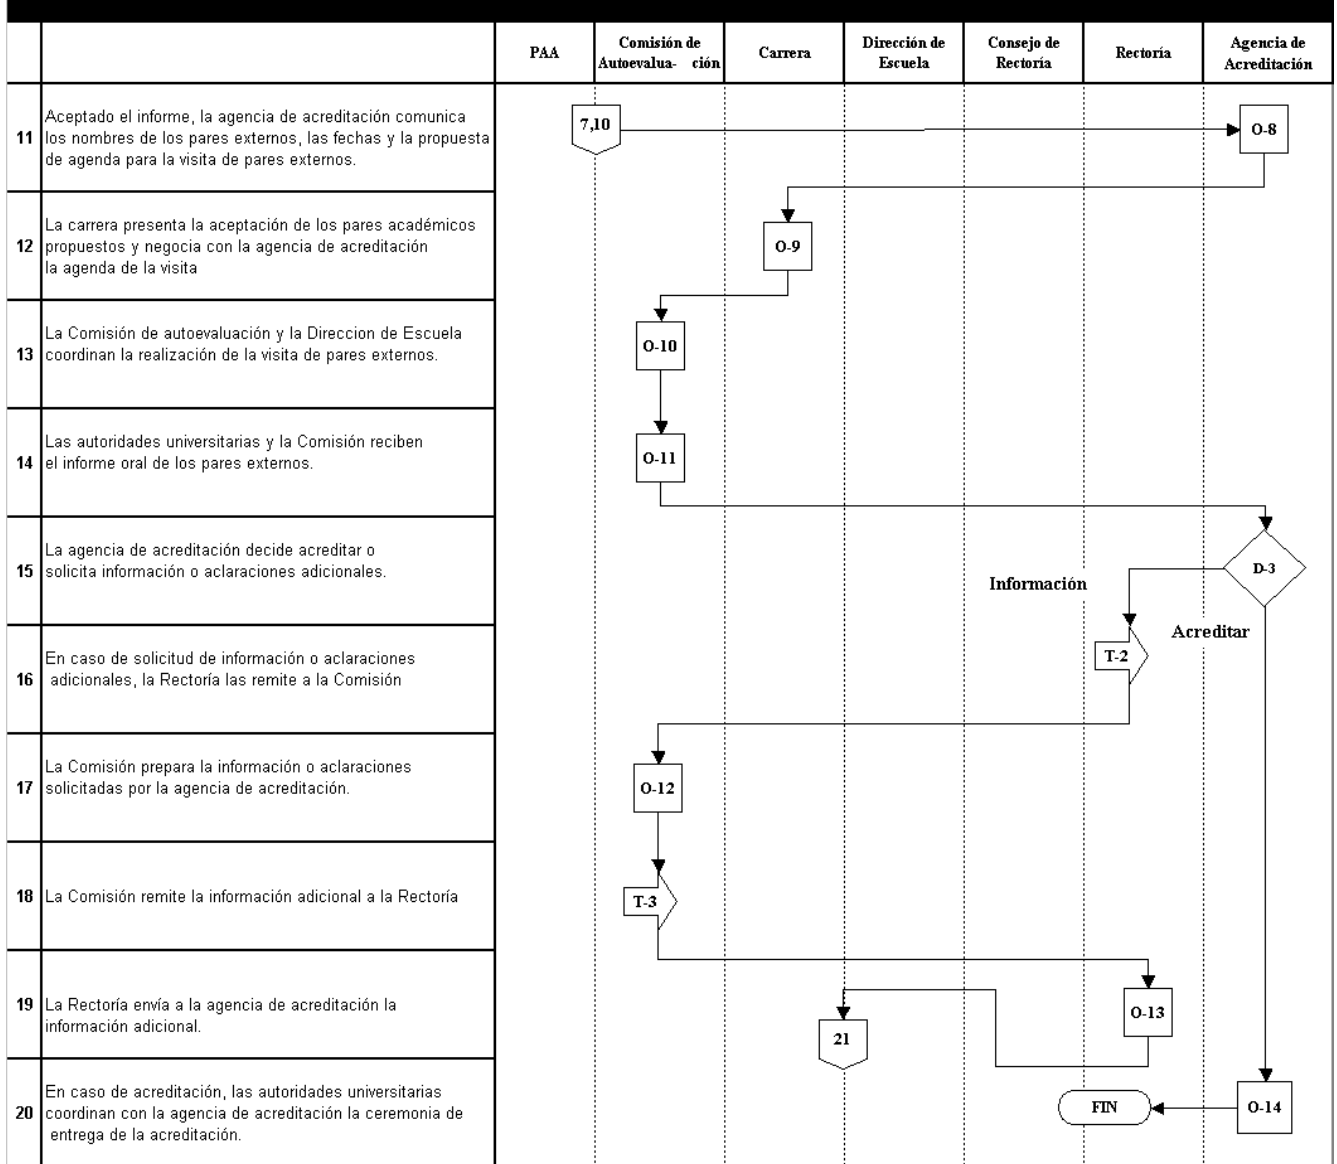 PAA
Comisión de
Autoevalua- ción
Carrera
Dirección de
Escuela
Consejo de
Rectoría
Rectoría
Agencia de
Acreditación
11
Aceptado el informe, la agencia de acreditación comunica
los nombres de los pares externos, las fechas y la propuesta
de agenda para la visita de pares externos.
7,10
O-8
12
La carrera presenta la aceptación de los pares académicos
propuestos y negocia con la agencia de acreditación
la agenda de la visita
O-9
13
La Comisión de autoevaluación y la Direccion de Escuela
coordinan la realización de la visita de pares externos.
O-10
14
Las autoridades universitarias y la Comisión reciben
el informe oral de los pares externos.
O-11
15
La agencia de acreditación decide acreditar o
solicita información o aclaraciones adicionales.
D-3
Información
Acreditar
16
En caso de solicitud de información o aclaraciones
adicionales, la Rectoría las remite a la Comisión
T-2
17
La Comisión prepara la información o aclaraciones
solicitadas por la agencia de acreditación.
O-12
18
La Comisión remite la información adicional a la Rectoría
T-3
19
La Rectoría envía a la agencia de acreditación la
información adicional.
O-13
21
20
En caso de acreditación, las autoridades universitarias
coordinan con la agencia de acreditación la ceremonia de
entrega de la acreditación.
FIN
O-14